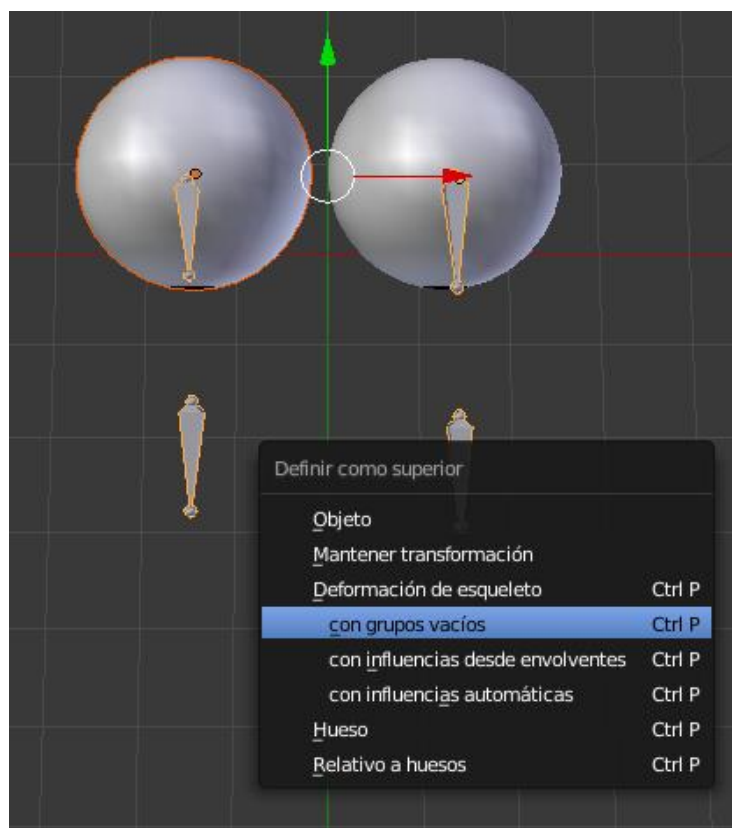 Definir como superior
Objeto
Mantener transformación
Deformación de esqueleto Ctrl P
con grupos vacíos Ctrl P
con influencias desde envolventes Ctrl P
con influencias automáticas Ctrl P
Hueso Ctrl P
Relativo a huesos Ctrl P